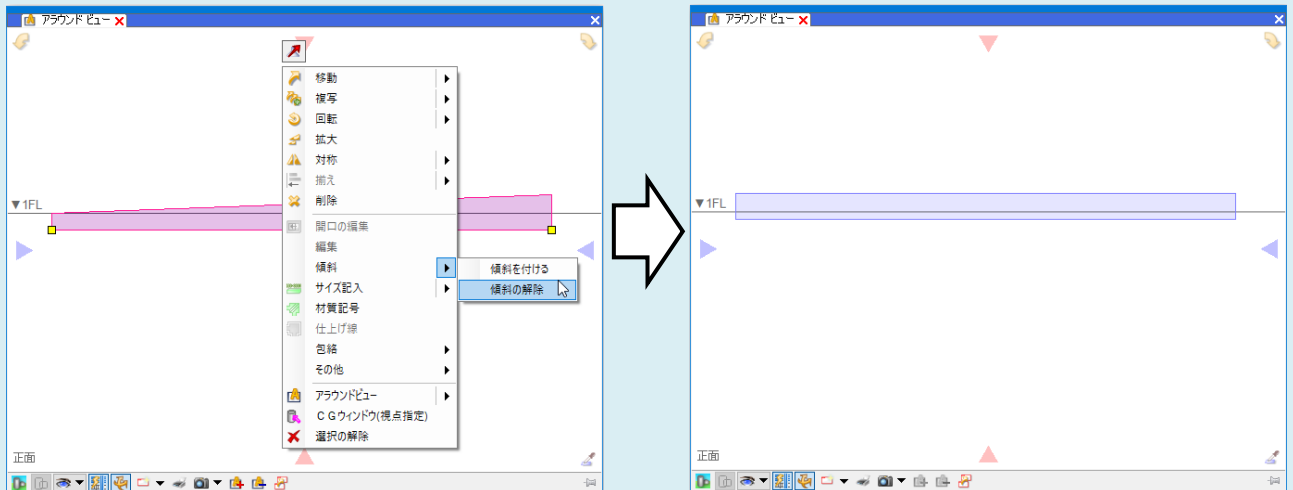 アラウンド ビュー
移動
複写
回転
拡大
対称
揃え
削除
▼1FL
開口の編集
編集
傾斜
傾斜を付ける
サイズ記入
傾斜の解除
材質記号
仕上げ線
包絡
その他
アラウンドビュー
CGウィンドウ(視点指定)
選択の解除
正面
アラウンド ビュー
▼1FL
正面